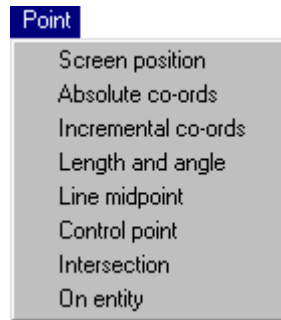 Point
Screen position
Absolute co-ords
Incremental co-ords
Length and angle
Line midpoint
Control point
Intersection
On entity